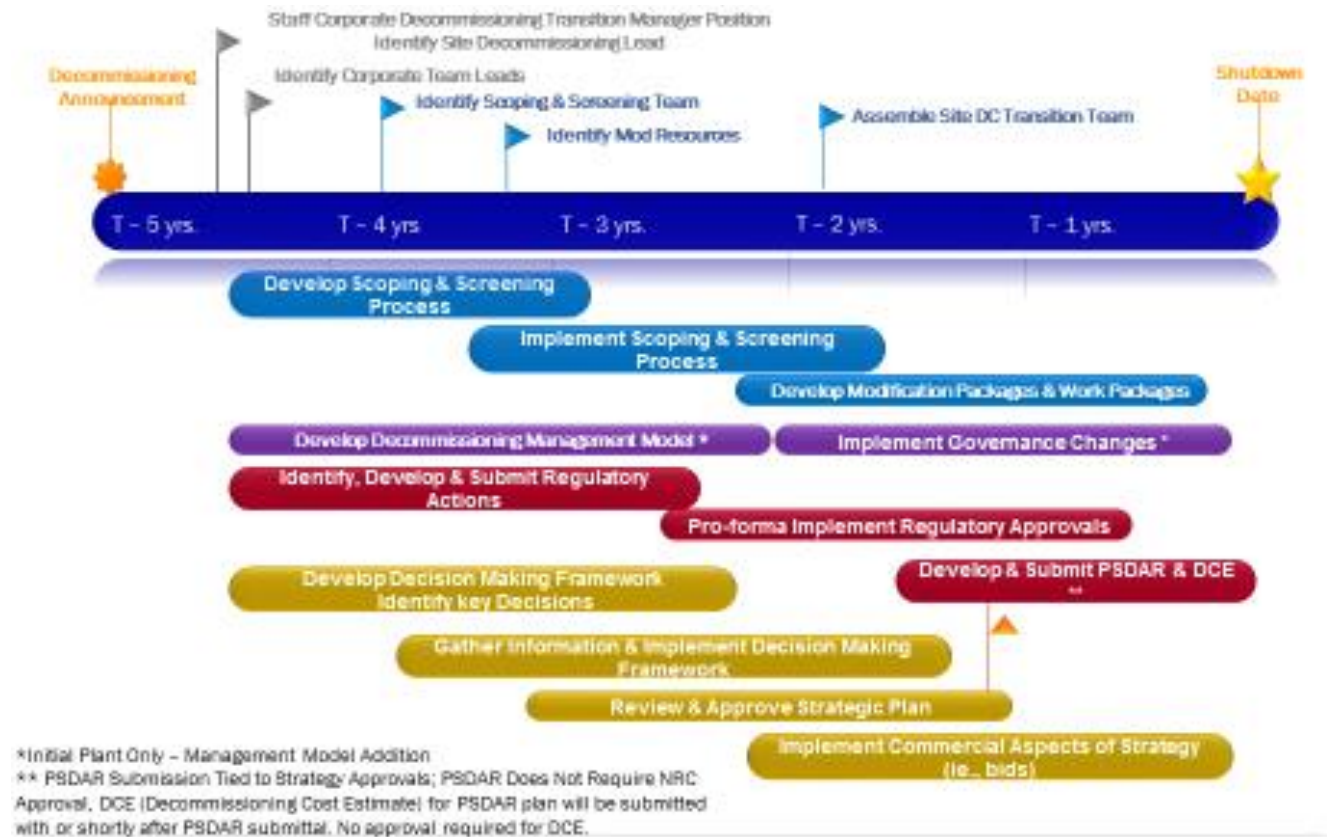 Staff Corporate Decommissioning Transition Manager Position
Identify Site Decommissioning Lead
Decommissioning
Announcement
Identify Corporate Team Leads
Identify Scoping & Screening Team
Identify Mod Resources
Assemble Site DC Transition Team
Shutdown
Date
T – 5 yrs.
T – 4 yrs
T – 3 yrs.
T – 2 yrs.
T – 1 yrs.
Develop Scoping & Screening
Process
Implement Scoping & Screening
Process
Develop Modification Packages & Work Packages
Develop Decommissioning Management Model *
Implement Governance Changes *
Identify, Develop & Submit Regulatory
Actions
Pro-forma Implement Regulatory Approvals
Develop & Submit PSDAR & DCE
**
Develop Decision Making Framework
Identify key Decisions
Gather Information & Implement Decision Making
Framework
Review & Approve Strategic Plan
Implement Commercial Aspects of Strategy
(ie., bids)
*Initial Plant Only – Management Model Addition
** PSDAR Submission Tied to Strategy Approvals; PSDAR Does Not Require NRC
Approval, DCE (Decommissioning Cost Estimate) for PSDAR plan will be submitted
with or shortly after PSDAR submittal. No approval required for DCE.